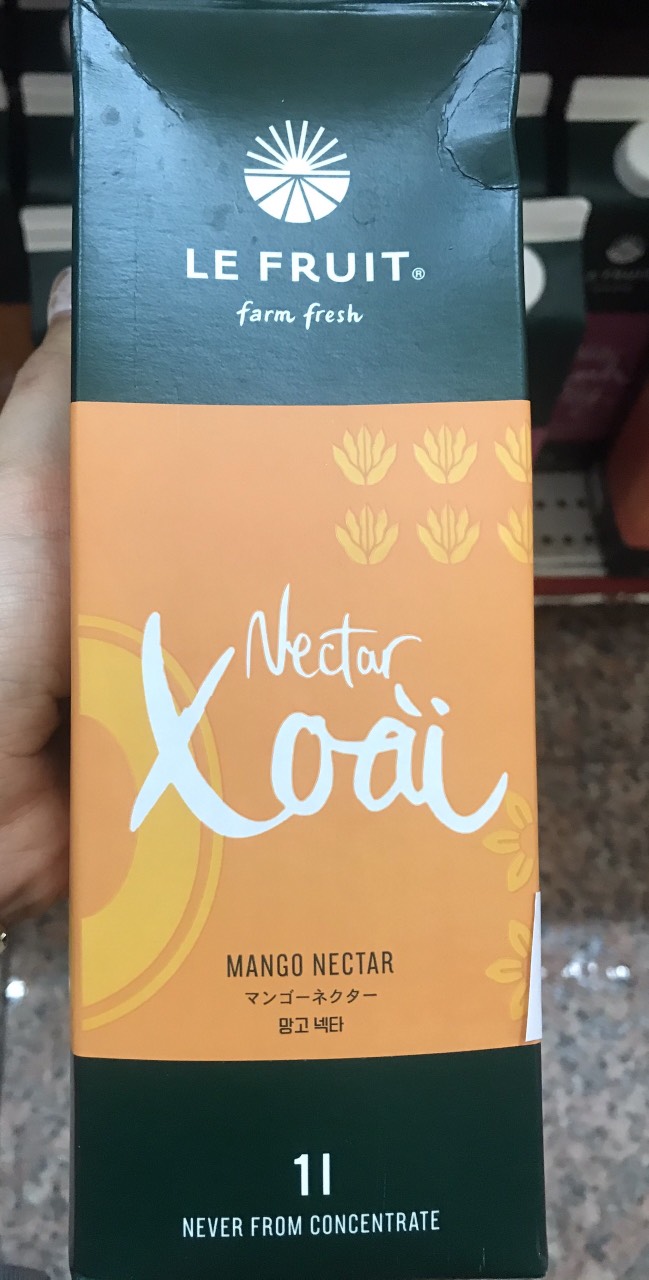 LE FRUIT®
farm fresh
Nectar
Xoài
MANGO NECTAR
マンゴーネクター
망고 넥타
1l
NEVER FROM CONCENTRATE